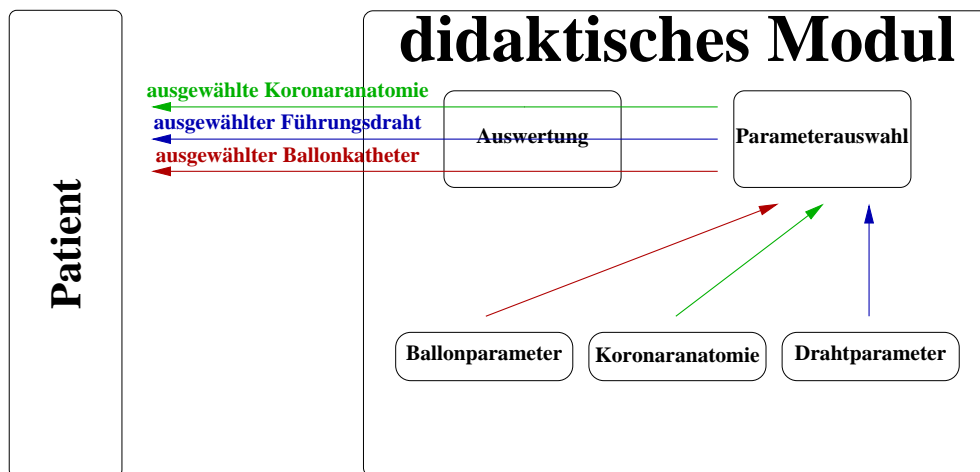 didaktisches Modul
ausgewählte Koronaranatomie
ausgewählter Führungsdraht
ausgewählter Ballonkatheter
Auswertung
Parameterauswahl
Patient
Ballonparameter
Koronaranatomie
Drahtparameter